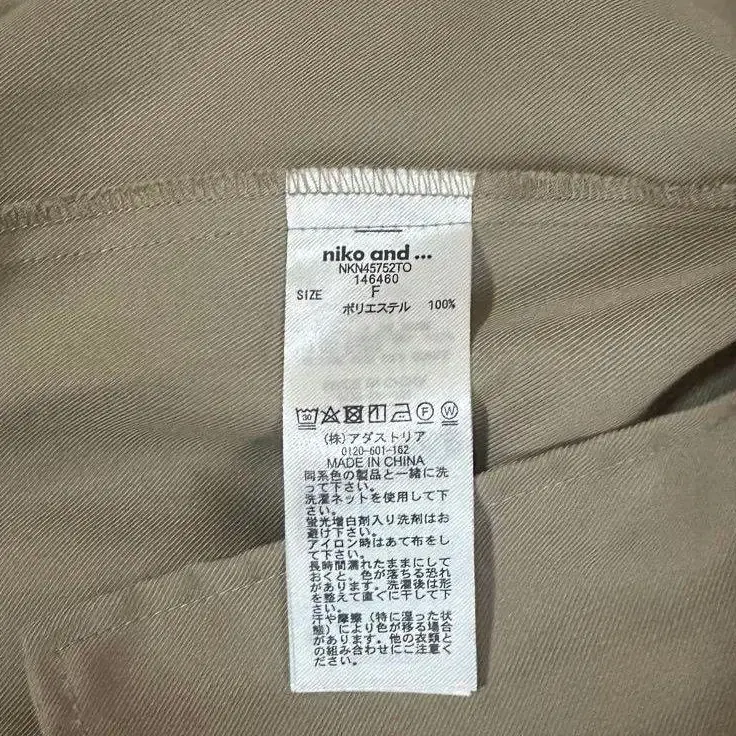 niko and ...
NKN45752TO
146460
SIZE F
ポリエステル 100%
30 F W
(株)アダストリア
0120-601-162
MADE IN CHINA
同系色の製品と一緒に洗
って下さい。
洗濯ネットを使用して下
さい。
蛍光増白剤入り洗剤はお
避け下さい。
アイロン時はあて布をし
て下さい。
長時間濡れたままにして
おくと、色が落ちる恐れ
があります。洗濯後は形
を整えて直ぐに干して下
さい。
汗や摩擦(特に湿った状
態)により色が移る場合
があります。他の衣類と
の組み合わせにご注意く
ださい。